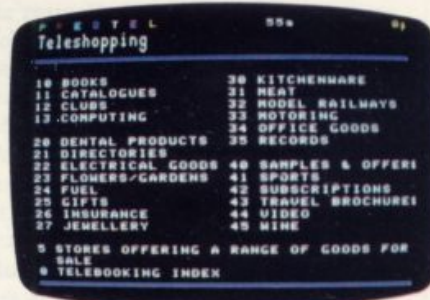 PRESTEL 55a 0p
Teleshopping
10 BOOKS
11 CATALOGUES
12 CLUBS
13 COMPUTING
20 DENTAL PRODUCTS
21 DIRECTORIES
22 ELECTRICAL GOODS
23 FLOWERS/GARDENS
24 FUEL
25 GIFTS
26 INSURANCE
27 JEWELLERY
30 KITCHENWARE
31 MEAT
32 MODEL RAILWAYS
33 MOTORING
34 OFFICE GOODS
35 RECORDS
40 SAMPLES & OFFERS
41 SPORTS
42 SUBSCRIPTIONS
43 TRAVEL BROCHURES
44 VIDEO
45 WINE
5 STORES OFFERING A RANGE OF GOODS FOR
SALE
0 TELEBOOKING INDEX